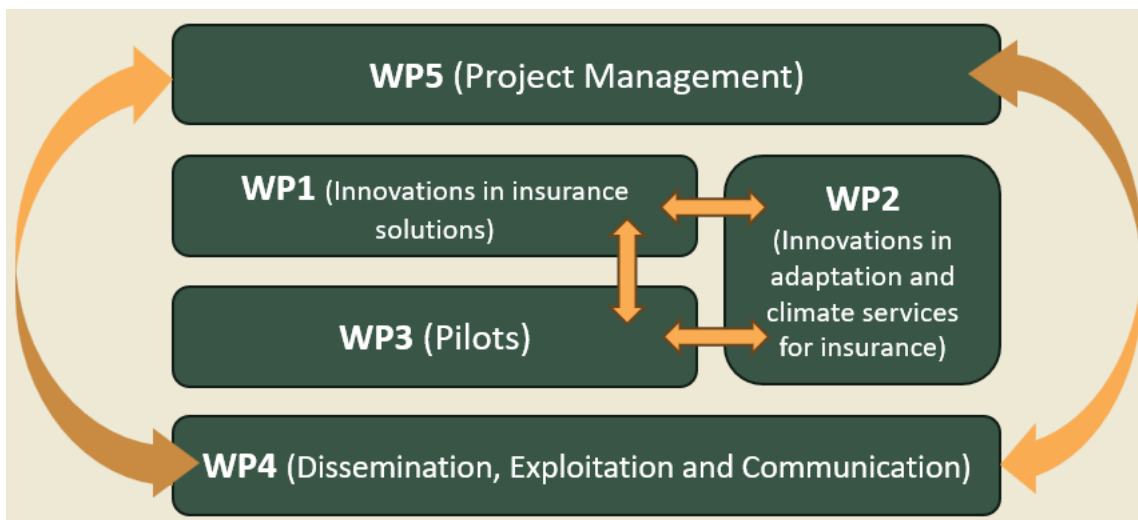 WP5 (Project Management)
WP1 (Innovations in insurance
solutions)
WP2
(Innovations in
adaptation and
climate services
for insurance)
WP3 (Pilots)
WP4 (Dissemination, Exploitation and Communication)